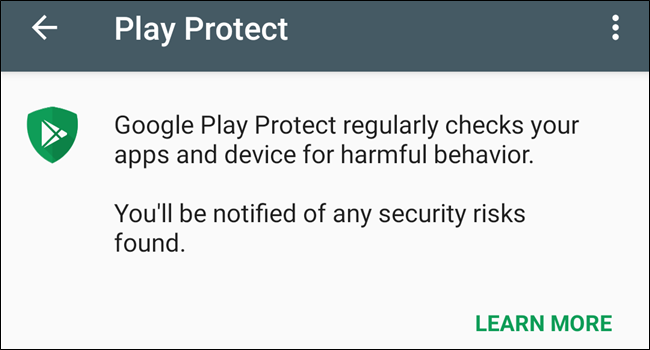 Play Protect
Google Play Protect regularly checks your
apps and device for harmful behavior.
You'll be notified of any security risks
found.
LEARN MORE